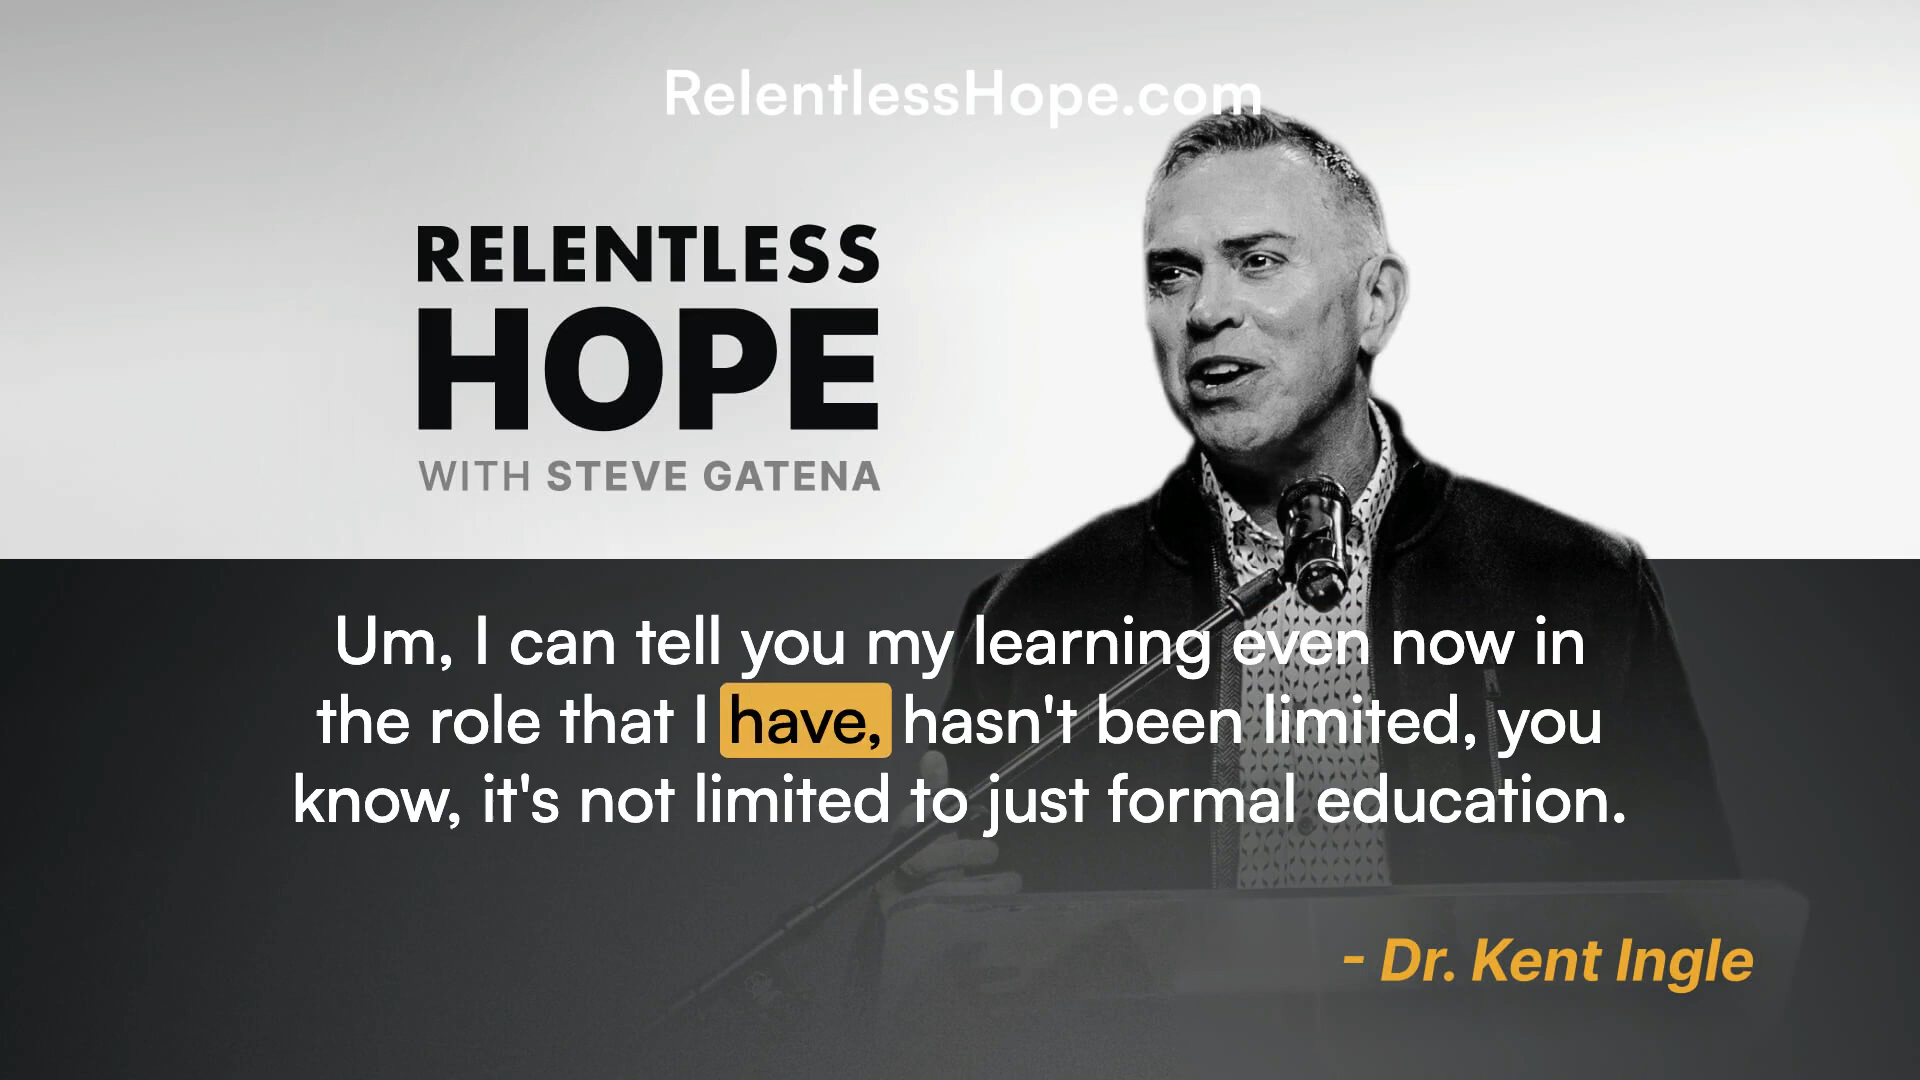 RelentlessHope.com
RELENTLESS
HOPE
WITH STEVE GATENA
Um, I can tell you my learning even now in
the role that I have, hasn't been limited, you
know, it's not limited to just formal education.
- Dr. Kent Ingle